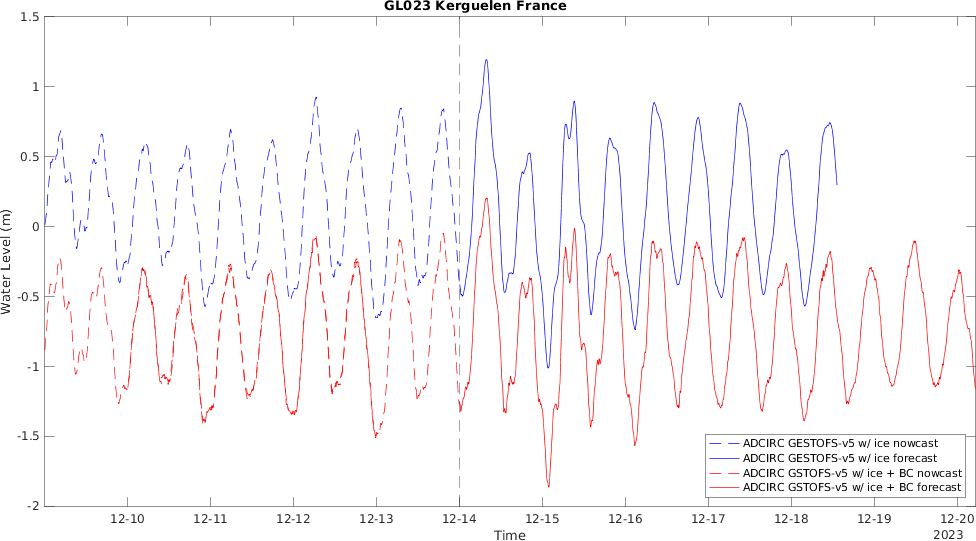 GL023 Kerguelen France
1.5
1
0.5
0
-0.5
-1
-1.5
-2
Water Level (m)
12-10 12-11 12-12 12-13 12-14 12-15 12-16 12-17 12-18 12-19 12-20
Time
2023
ADCIRC GESTOFS-v5 w/ ice nowcast
ADCIRC GESTOFS-v5 w/ ice forecast
ADCIRC GSTOFS-v5 w/ ice + BC nowcast
ADCIRC GSTOFS-v5 w/ ice + BC forecast